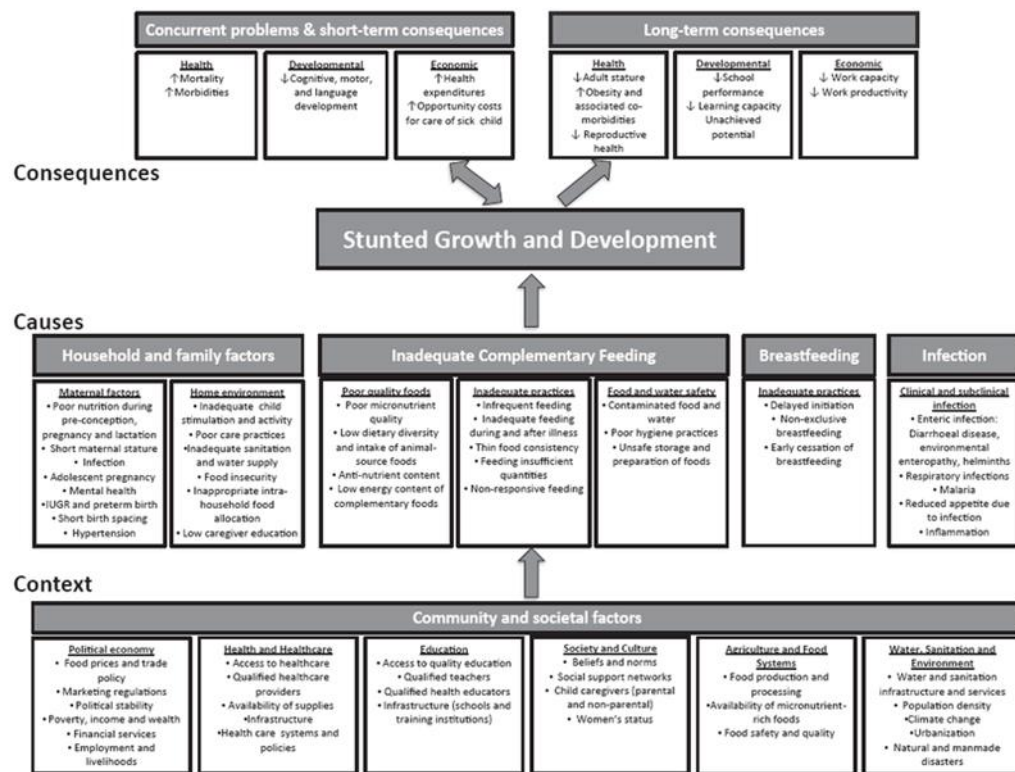 Concurrent problems & short-term consequences
Health
↑Mortality
↑Morbidities
Developmental
↓Cognitive, motor,
and language
development
Economic
↑Health
expenditures
↑Opportunity costs
for care of sick child
Long-term consequences
Health
↓Adult stature
↑Obesity and
associated co-
morbidities
↓ Reproductive
health
Developmental
↓School
performance
↓ Learning capacity
Unachieved
potential
Economic
↓ Work capacity
↓ Work productivity
Consequences
Stunted Growth and Development
Causes
Household and family factors
Maternal factors
• Poor nutrition during
pre-conception,
pregnancy and lactation
• Short maternal stature
• Infection
• Adolescent pregnancy
• Mental health
•IUGR and preterm birth
• Short birth spacing
• Hypertension
Home environment
• Inadequate child
stimulation and activity
• Poor care practices
•Inadequate sanitation
and water supply
• Food insecurity
• Inappropriate intra-
household food
allocation
• Low caregiver education
Inadequate Complementary Feeding
Poor quality foods
• Poor micronutrient
quality
• Low dietary diversity
and intake of animal-
source foods
• Anti-nutrient content
• Low energy content of
complementary foods
Inadequate practices
• Infrequent feeding
• Inadequate feeding
during and after illness
• Thin food consistency
• Feeding insufficient
quantities
• Non-responsive feeding
Food and water safety
• Contaminated food and
water
• Poor hygiene practices
• Unsafe storage and
preparation of foods
Breastfeeding
Inadequate practices
• Delayed initiation
• Non-exclusive
breastfeeding
• Early cessation of
breastfeeding
Infection
Clinical and subclinical
infection
• Enteric infection:
Diarrhoeal disease,
environmental
enteropathy, helminths
• Respiratory infections
• Malaria
• Reduced appetite due
to infection
• Inflammation
Context
Community and societal factors
Political economy
• Food prices and trade
policy
• Marketing regulations
• Political stability
• Poverty, income and wealth
• Financial services
• Employment and
livelihoods
Health and Healthcare
• Access to healthcare
• Qualified healthcare
providers
• Availability of supplies
•Infrastructure
• Health care systems and
policies
Education
• Access to quality education
• Qualified teachers
• Qualified health educators
• Infrastructure (schools and
training institutions)
Society and Culture
• Beliefs and norms
• Social support networks
• Child caregivers (parental
and non-parental)
• Women's status
Agriculture and Food
Systems
• Food production and
processing
•Availability of micronutrient-
rich foods
• Food safety and quality
Water, Sanitation and
Environment
• Water and sanitation
infrastructure and services
• Population density
•Climate change
•Urbanization
• Natural and manmade
disasters